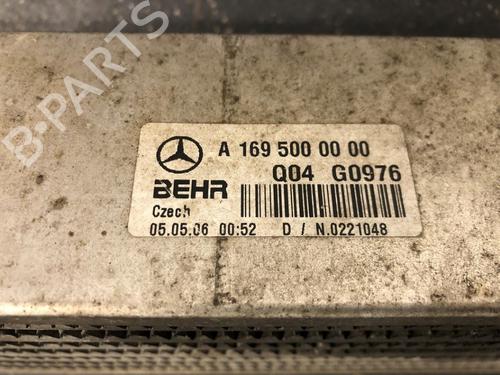 B-PARTS
A 169 500 00 00
BEHR
Q04 G0976
Czech
05.05.06 00:52 D / N.0221048